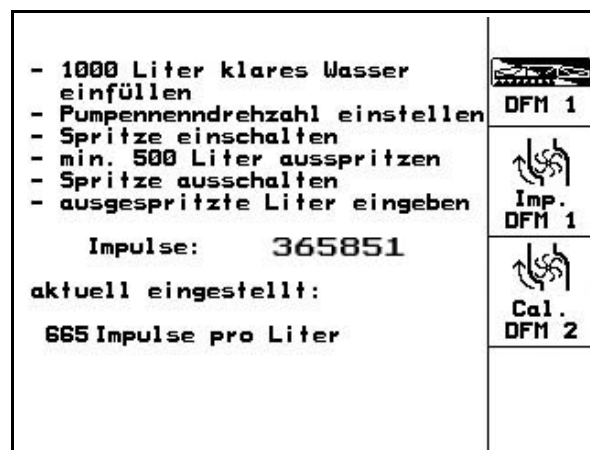 - 1000 Liter klares Wasser
einfüllen
- Pumpennenndrehzahl einstellen
- Spritze einschalten
- min. 500 Liter ausspritzen
- Spritze ausschalten
- ausgespritzte Liter eingeben
Impulse: 365851
aktuell eingestellt:
665 Impulse pro Liter
DFM 1
Imp.
DFM 1
Cal.
DFM 2